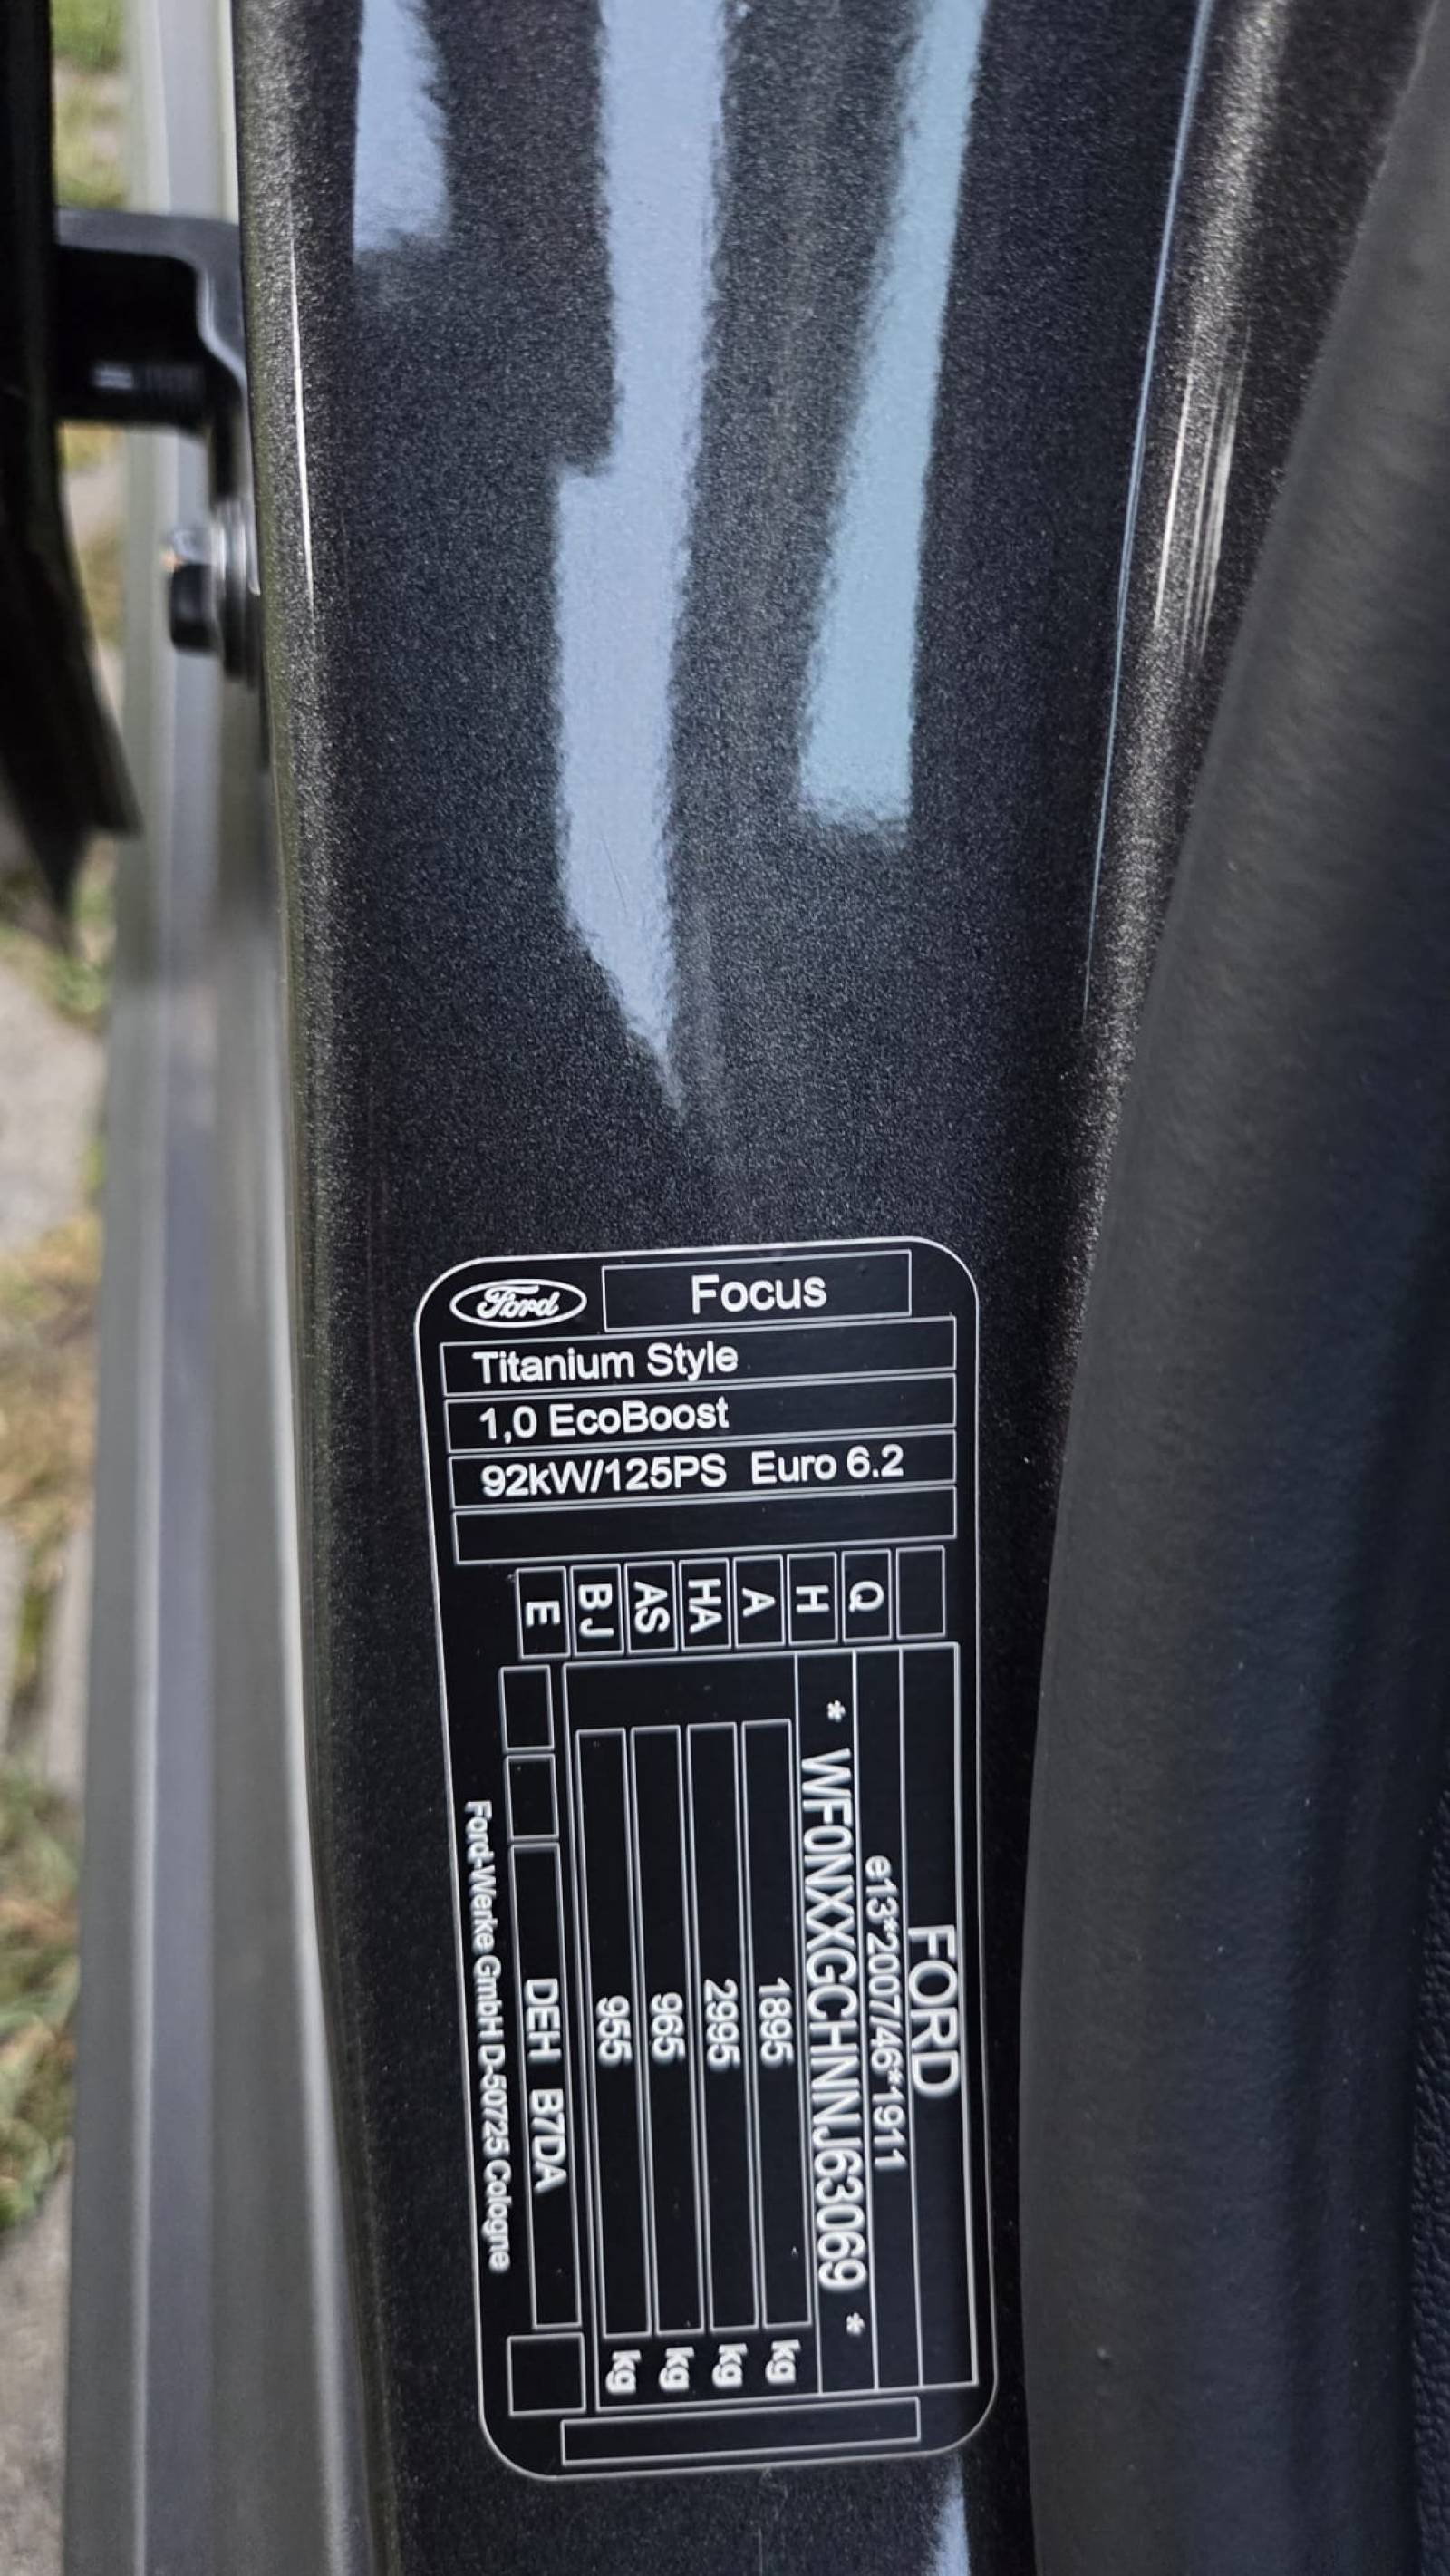 Ford
Focus
Titanium Style
1,0 EcoBoost
92kW/125PS Euro 6.2
FORD
Q e13*2007/46*1911
H * WF0NXXGCHNNJ63069 *
A 1895 kg
HA 2995 kg
AS 965 kg
BJ 955 kg
E DEH B7DA
Ford-Werke GmbH D-50725 Cologne